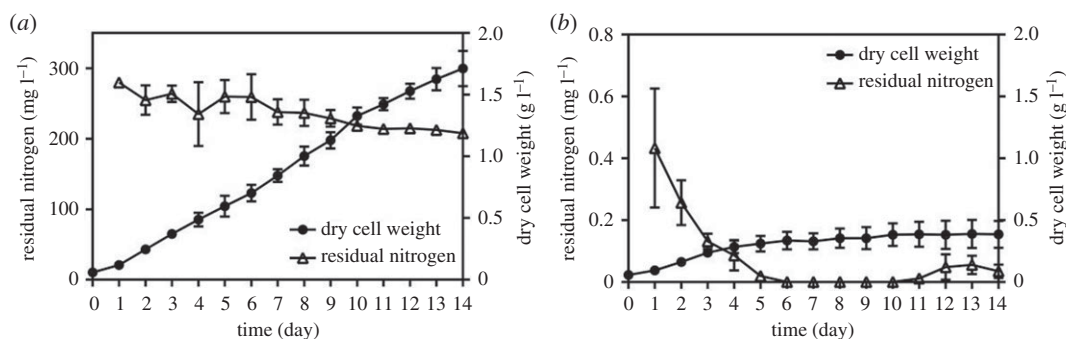 (a)
residual nitrogen (mg l–1)
300
200
100
0
2.0
1.5
1.0
0.5
0
dry cell weight (g l–1)
dry cell weight
residual nitrogen
0 1 2 3 4 5 6 7 8 9 10 11 12 13 14
time (day)
(b)
residual nitrogen (mg l–1)
0.8
0.6
0.4
0.2
0
2.0
1.5
1.0
0.5
0
dry cell weight (g l–1)
dry cell weight
residual nitrogen
0 1 2 3 4 5 6 7 8 9 10 11 12 13 14
time (day)